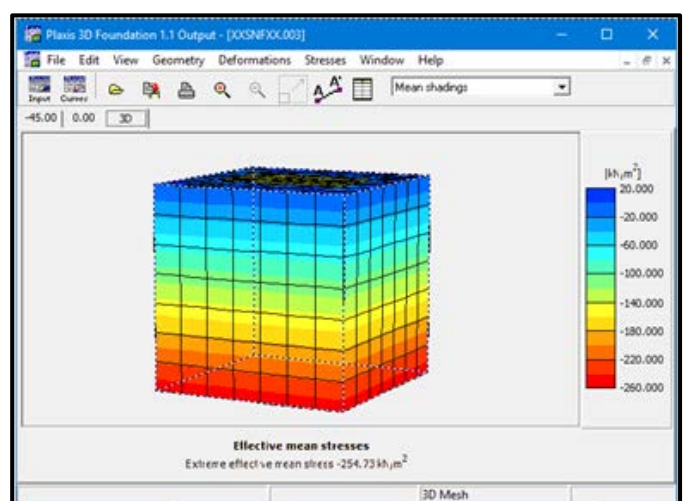 Plaxis 3D Foundation 1.1 Output - [XXSNFXX.003]
File Edit View Geometry Deformations Stresses Window Help
Input Curves
A A*
Mean shadings
-45.00 0.00 3D
[kN/m²]
20.000
-20.000
-60.000
-100.000
-140.000
-180.000
-220.000
-260.000
Effective mean stresses
Extreme effective mean stress -254.73 kN/m²
3D Mesh